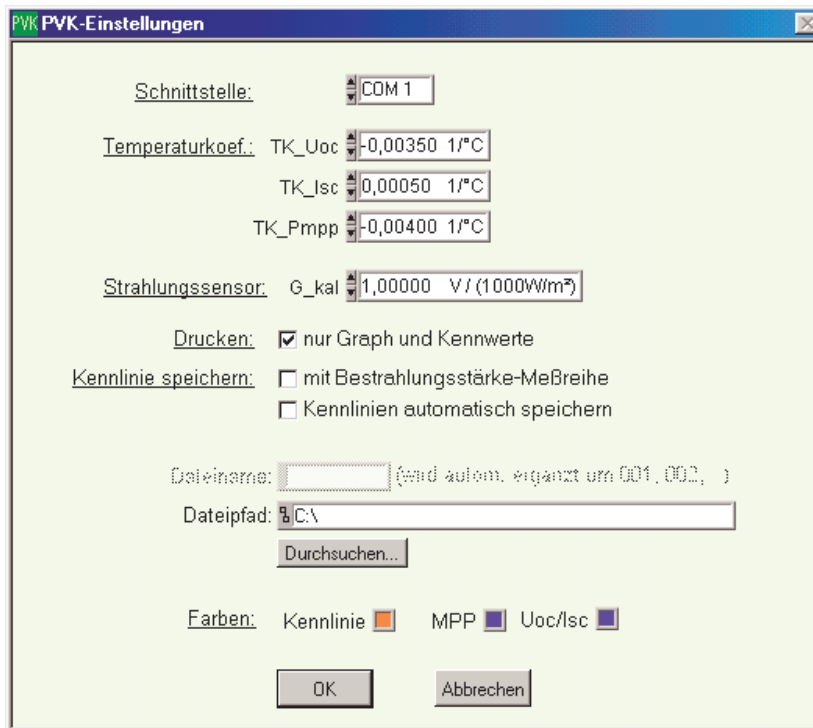 PVK PVK-Einstellungen
Schnittstelle: COM 1
Temperaturkoef.: TK_Uoc -0,00350 1/°C
TK_Isc 0,00050 1/°C
TK_Pmpp -0,00400 1/°C
Strahlungssensor: G_kal 1,00000 V / (1000W/m²)
Drucken: nur Graph und Kennwerte
Kennlinie speichern: mit Bestrahlungsstärke-Meßreihe
Kennlinien automatisch speichern
Dateiname: (wird autom. ergänzt um 001, 002, )
Dateipfad: C:\
Durchsuchen...
Farben: Kennlinie MPP Uoc/Isc
OK Abbrechen